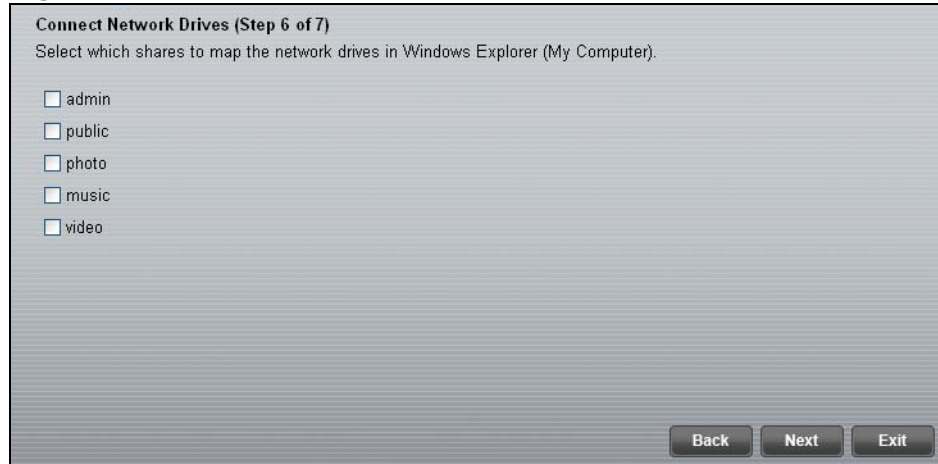 Connect Network Drives (Step 6 of 7)
Select which shares to map the network drives in Windows Explorer (My Computer).
admin
public
photo
music
video
Back Next Exit